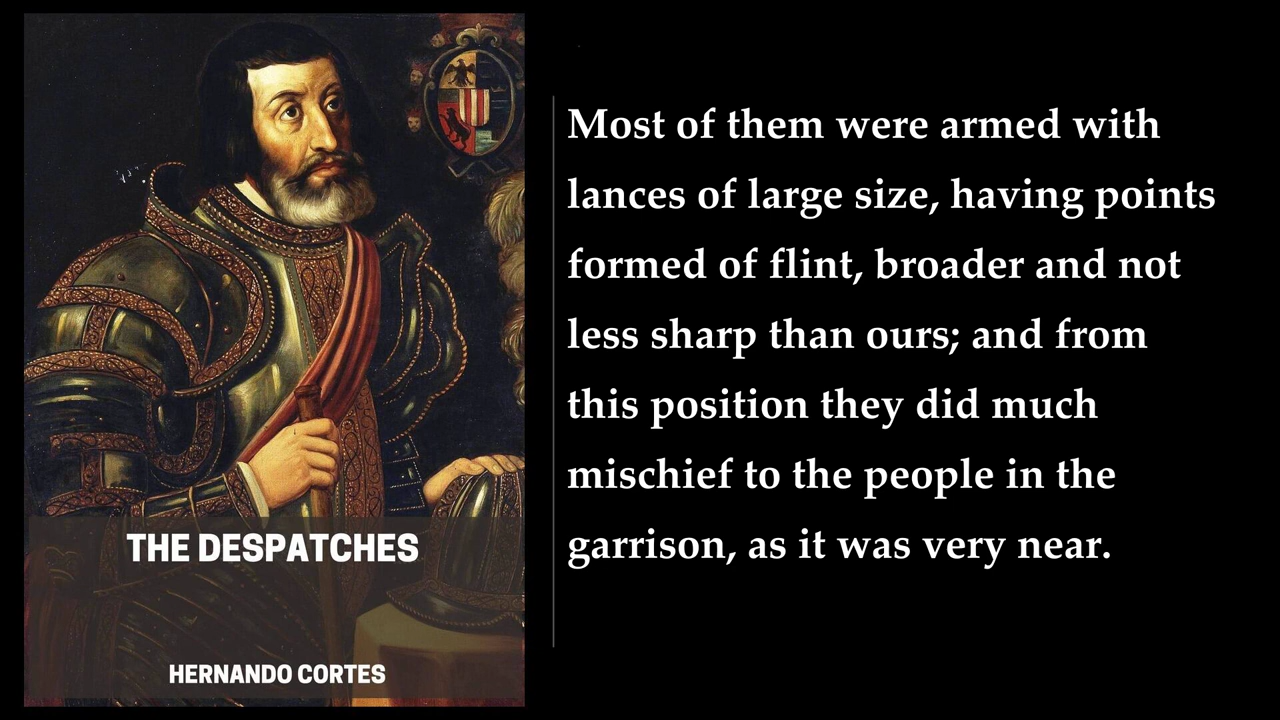 THE DESPATCHES
HERNANDO CORTES
Most of them were armed with
lances of large size, having points
formed of flint, broader and not
less sharp than ours; and from
this position they did much
mischief to the people in the
garrison, as it was very near.